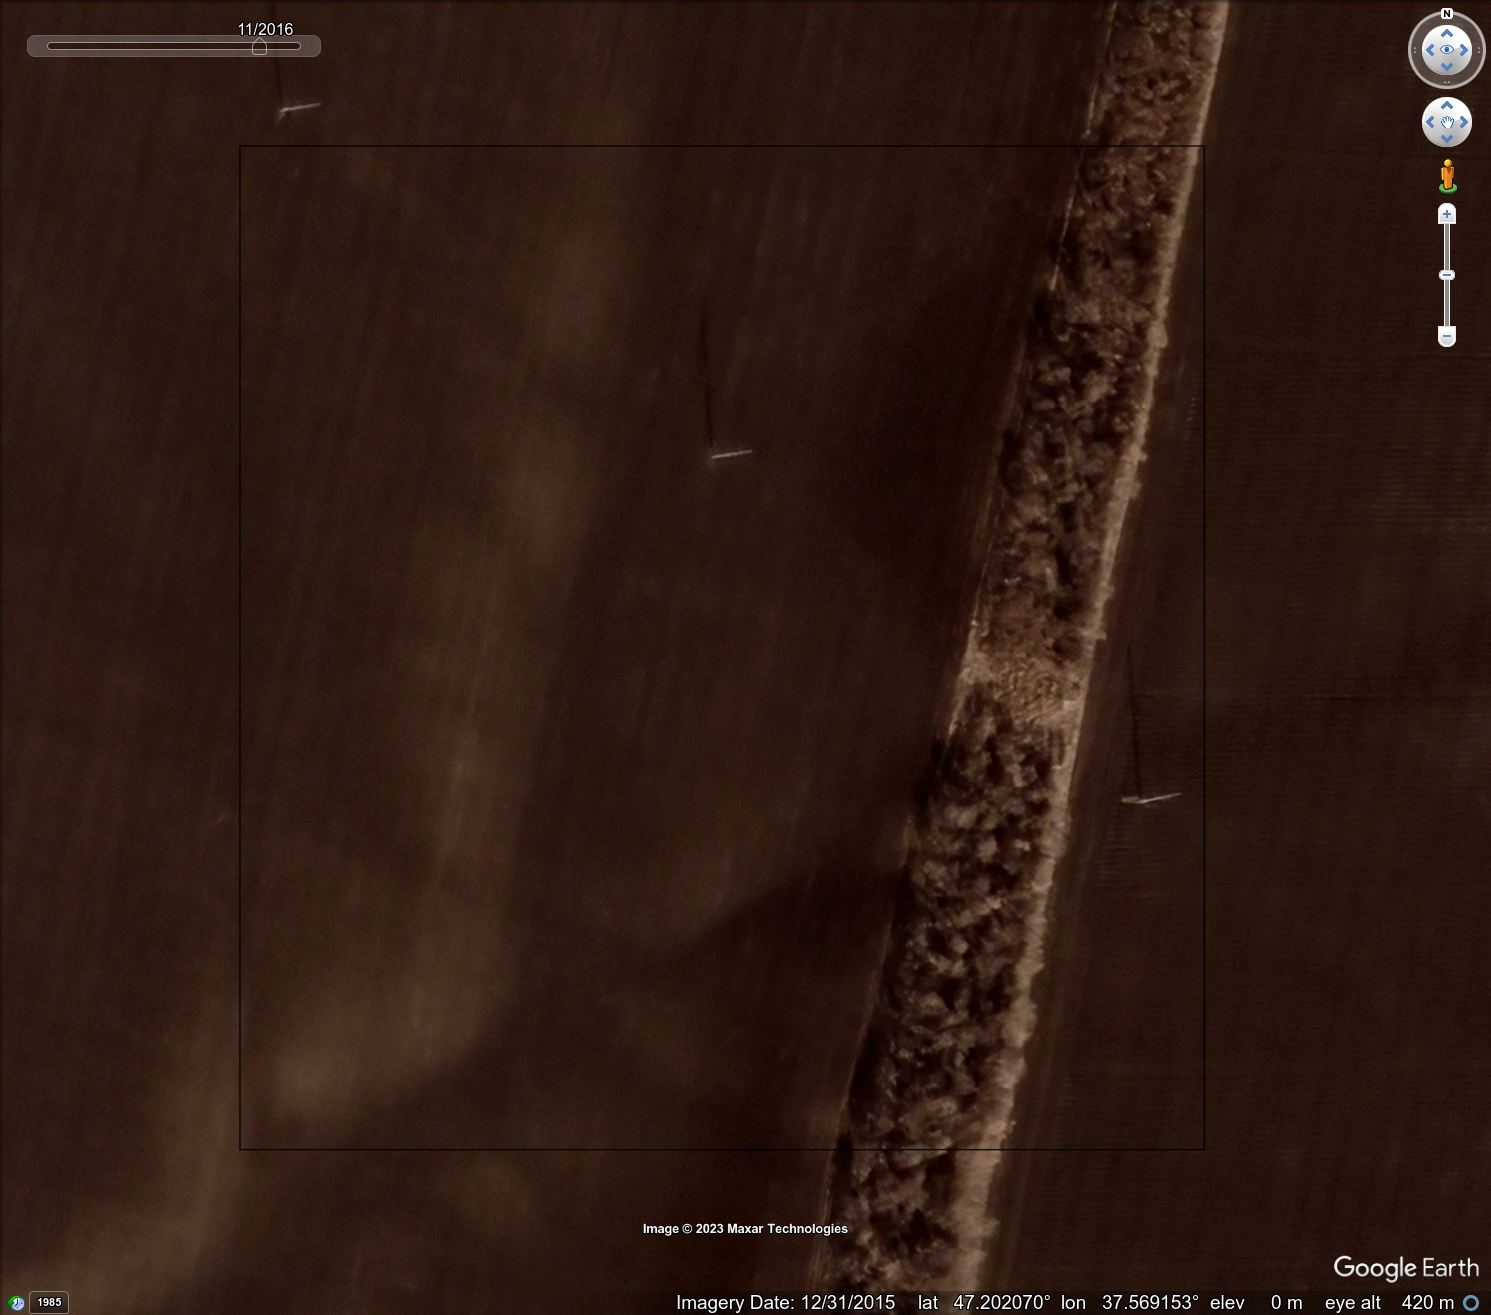 11/2016
N
Image © 2023 Maxar Technologies
Google Earth
1985
Imagery Date: 12/31/2015 lat 47.202070° lon 37.569153° elev 0 m eye alt 420 m